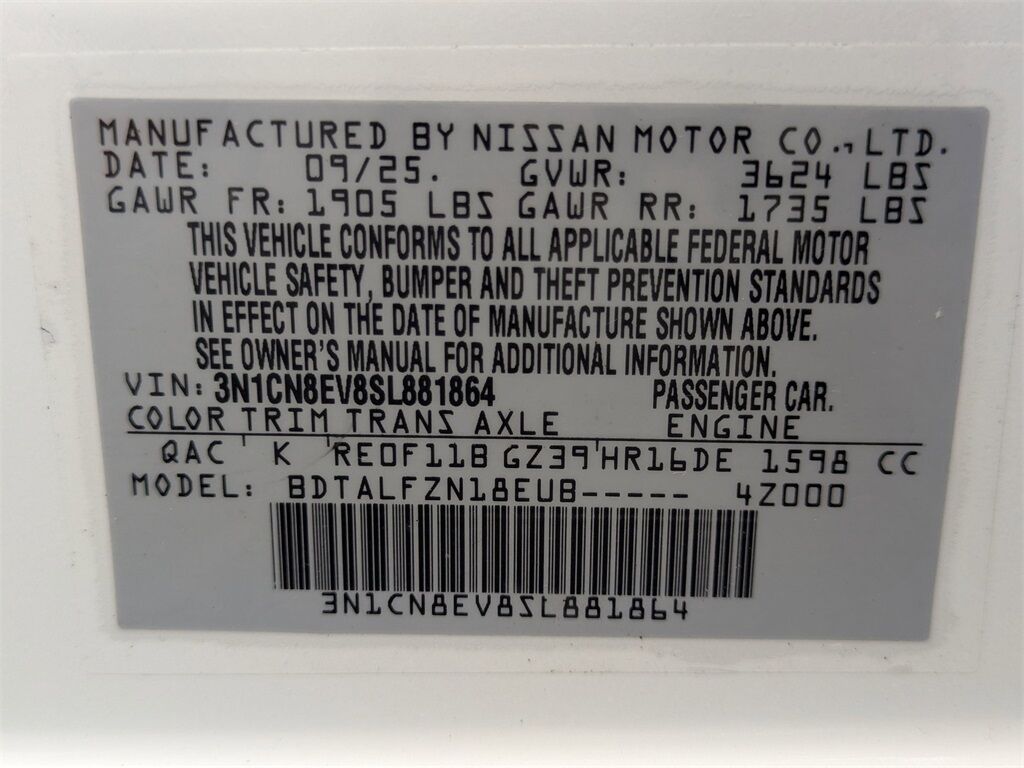 MANUFACTURED BY NISSAN MOTOR CO., LTD.
DATE: 09/25. GVWR: 3624 LBS
GAWR FR: 1905 LBS GAWR RR: 1735 LBS
THIS VEHICLE CONFORMS TO ALL APPLICABLE FEDERAL MOTOR
VEHICLE SAFETY, BUMPER AND THEFT PREVENTION STANDARDS
IN EFFECT ON THE DATE OF MANUFACTURE SHOWN ABOVE.
SEE OWNER'S MANUAL FOR ADDITIONAL INFORMATION.
VIN: 3N1CN8EV8SL881864 PASSENGER CAR.
COLOR TRIM TRANS AXLE ENGINE
QAC K RE0F11B GZ39 HR16DE 1598 CC
MODEL: BDTALFZN18EUB----- 4Z000
3N1CN8EV8SL881864